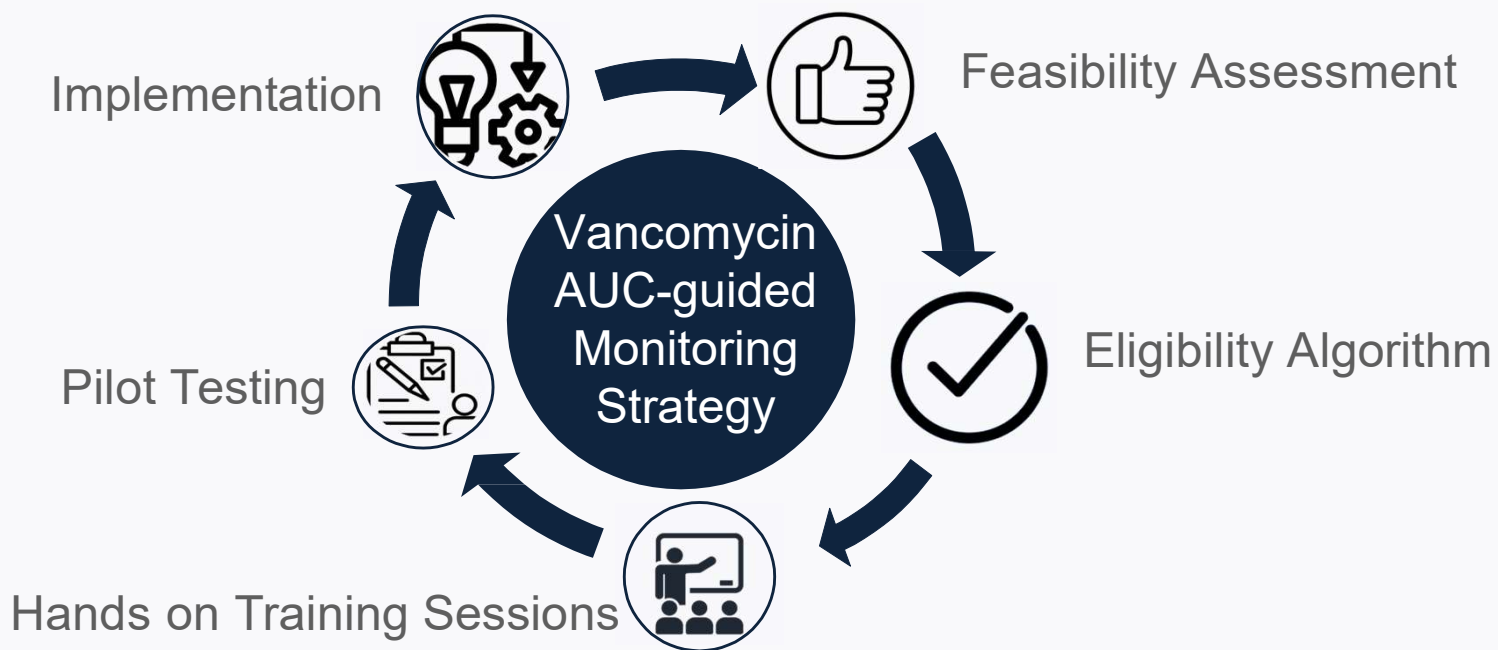 Implementation
Feasibility Assessment
Vancomycin
AUC-guided
Monitoring
Strategy
Eligibility Algorithm
Pilot Testing
Hands on Training Sessions